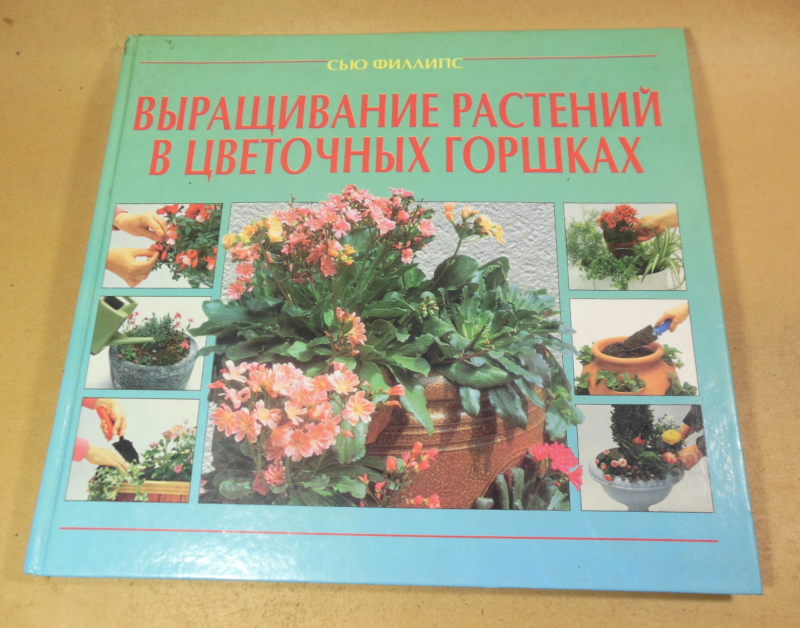 СЬЮ ФИЛЛИПС
ВЫРАЩИВАНИЕ РАСТЕНИЙ
В ЦВЕТОЧНЫХ ГОРШКАХ